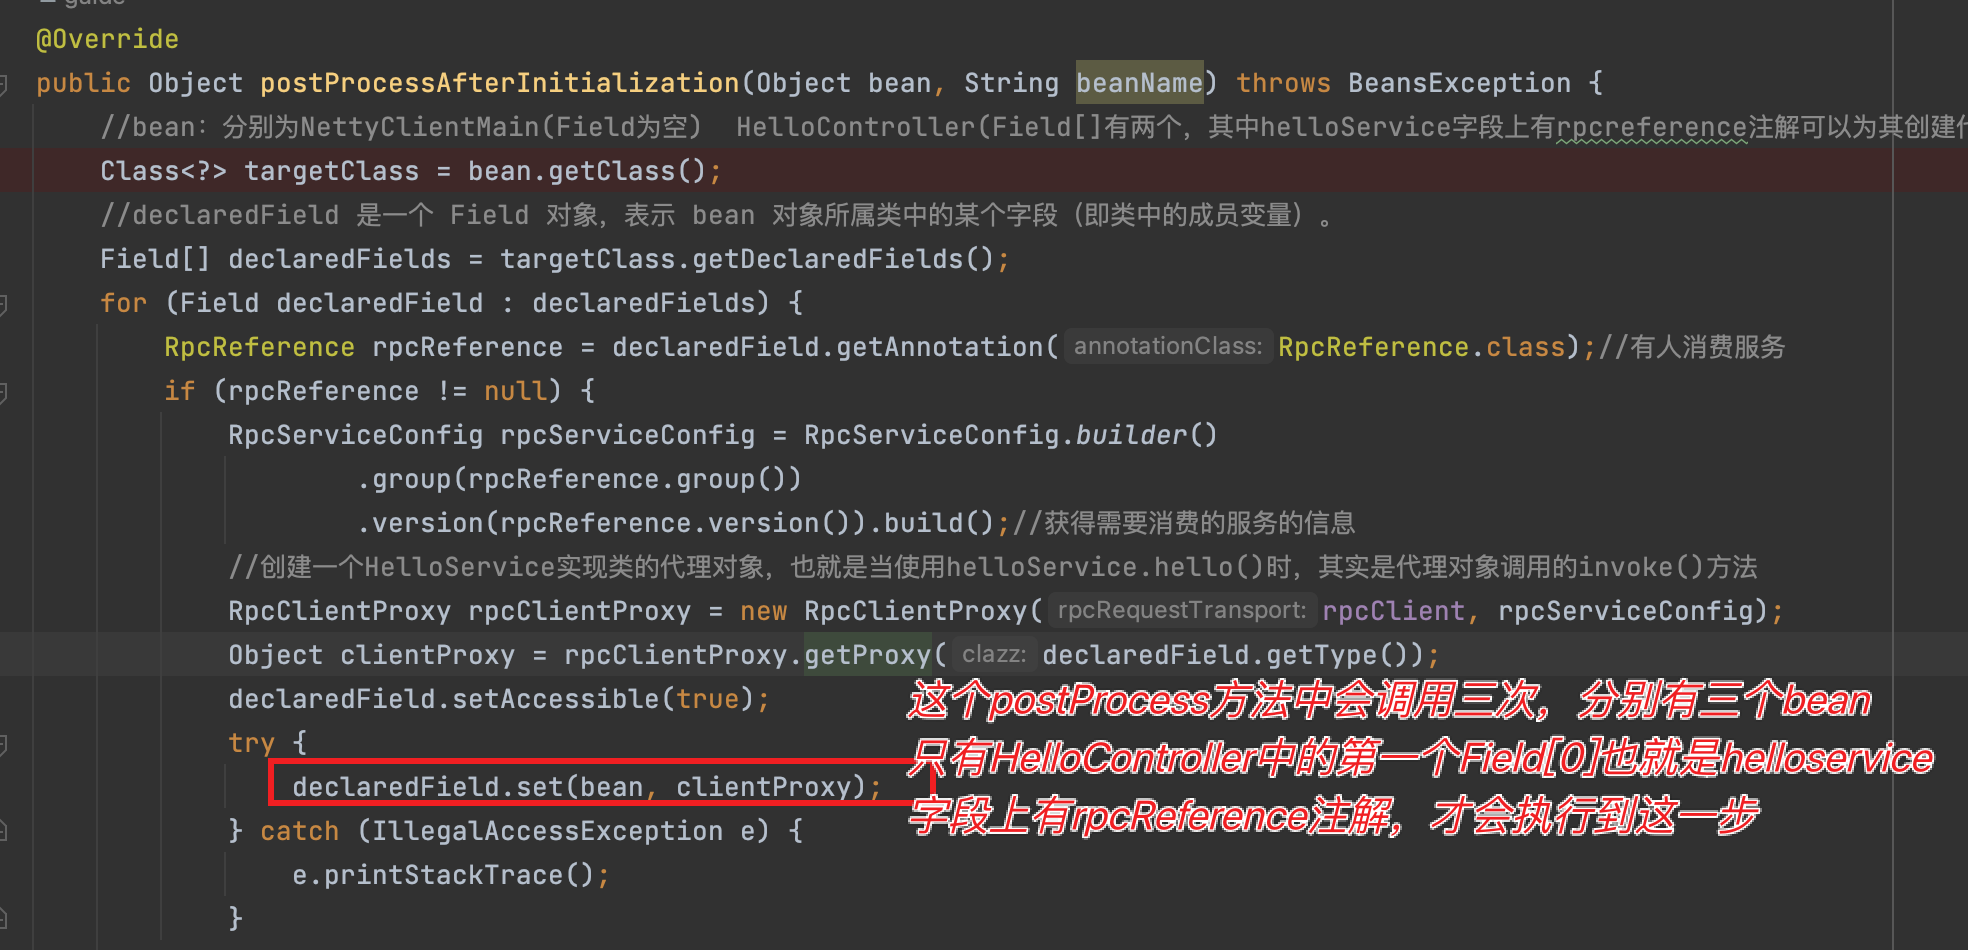 @Override
public Object postProcessAfterInitialization(Object bean, String beanName) throws BeansException {
//bean: 分别为NettyClientMain(Field为空) HelloController(Field[]有两个，其中helloService字段上有rpcreference注解可以为其创建
Class<?> targetClass = bean.getClass();
//declaredField 是一个 Field 对象，表示 bean 对象所属类中的某个字段（即类中的成员变量）。
Field[] declaredFields = targetClass.getDeclaredFields();
for (Field declaredField : declaredFields) {
RpcReference rpcReference = declaredField.getAnnotation( annotationClass: RpcReference.class);//有人消费服务
if (rpcReference != null) {
RpcServiceConfig rpcServiceConfig = RpcServiceConfig.builder()
.group(rpcReference.group())
.version(rpcReference.version()).build();//获得需要消费的服务的信息
//创建一个HelloService实现类的代理对象，也就是当使用helloService.hello()时，其实是代理对象调用的invoke()方法
RpcClientProxy rpcClientProxy = new RpcClientProxy( rpcRequestTransport: rpcClient, rpcServiceConfig);
Object clientProxy = rpcClientProxy.getProxy( clazz: declaredField.getType());
declaredField.setAccessible(true);
这个postProcess方法中会调用三次，分别有三个bean
try {
只有HelloController中的第一个Field[0]也就是helloservice
declaredField.set(bean, clientProxy);
字段上有rpcReference注解，才会执行到这一步
} catch (IllegalAccessException e) {
e.printStackTrace();
}